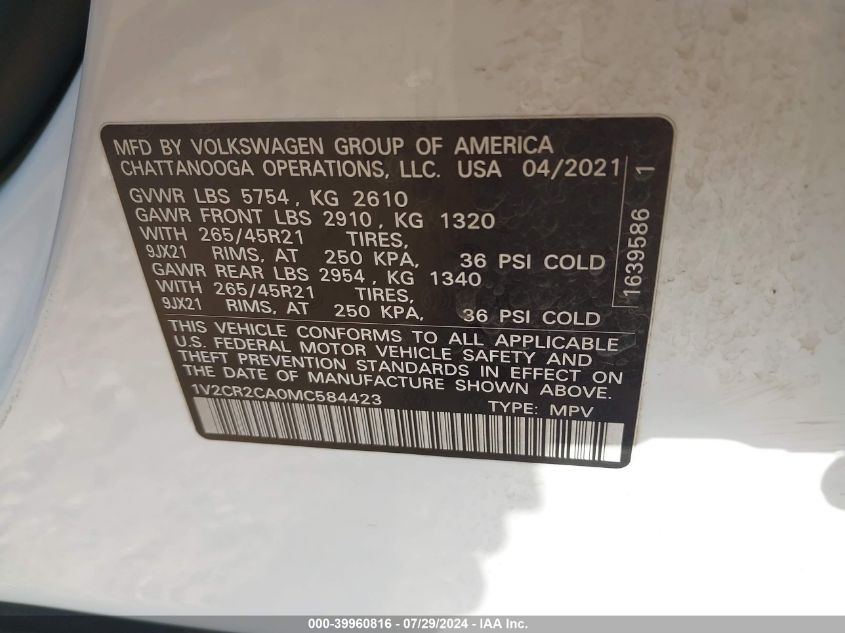 MFD BY VOLKSWAGEN GROUP OF AMERICA
CHATTANOOGA OPERATIONS, LLC. USA 04/2021
GVWR LBS 5754, KG 2610
GAWR FRONT LBS 2910, KG 1320
WITH 265/45R21 TIRES,
9JX21 RIMS, AT 250 KPA, 36 PSI COLD
GAWR REAR LBS 2954, KG 1340
WITH 265/45R21 TIRES,
9JX21 RIMS, AT 250 KPA, 36 PSI COLD
1639586 1
THIS VEHICLE CONFORMS TO ALL APPLICABLE
U.S. FEDERAL MOTOR VEHICLE SAFETY AND
THEFT PREVENTION STANDARDS IN EFFECT ON
THE DATE OF MANUFACTURE SHOWN ABOVE.
1V2CR2CA0MC584423 TYPE: MPV
000-39960816 - 07/29/2024 - IAA Inc.